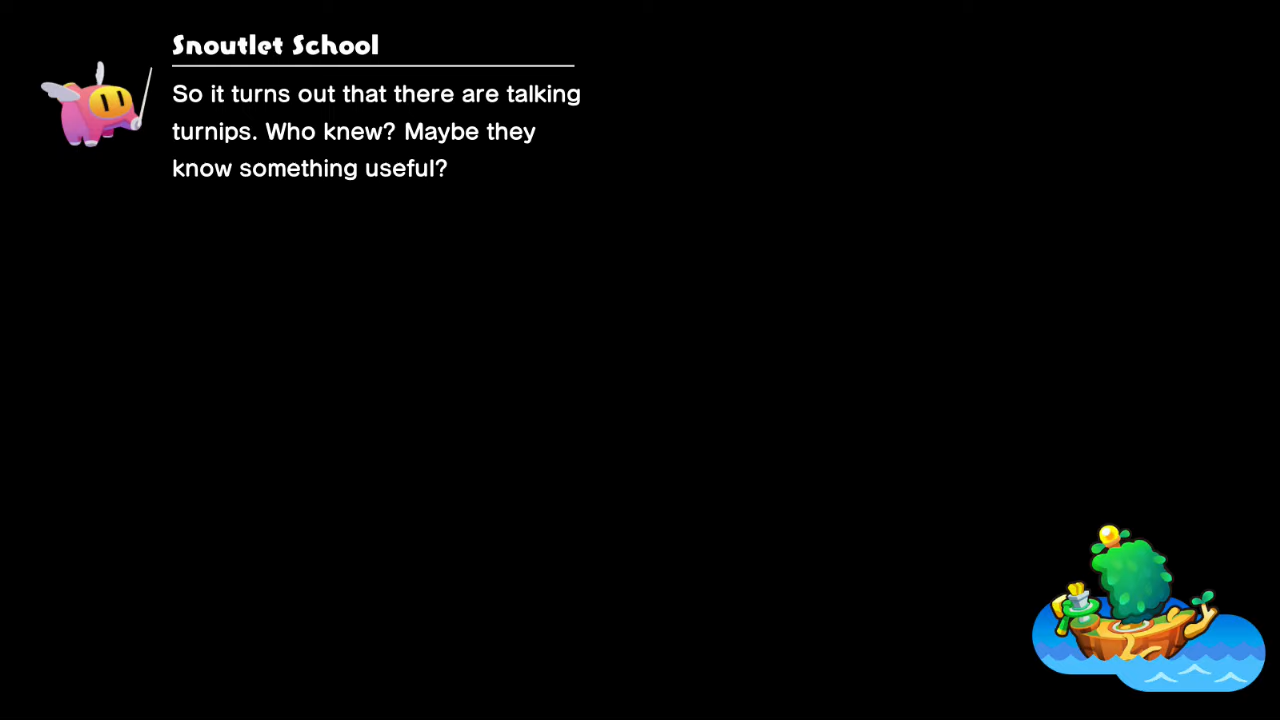 Snoutlet School
So it turns out that there are talking
turnips. Who knew? Maybe they
know something useful?